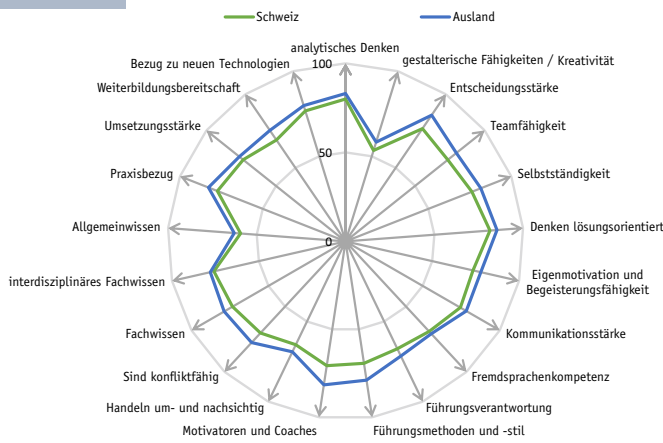 Schweiz
Ausland
analytisches Denken
gestalterische Fähigkeiten / Kreativität
Entscheidungsstärke
Teamfähigkeit
Selbstständigkeit
Denken lösungsorientiert
Eigenmotivation und
Begeisterungsfähigkeit
Kommunikationsstärke
Fremdsprachenkompetenz
Führungsverantwortung
Führungsmethoden und -stil
Motivatoren und Coaches
Handeln um- und nachsichtig
Sind konfliktfähig
Fachwissen
interdisziplinäres Fachwissen
Allgemeinwissen
Praxisbezug
Umsetzungsstärke
Weiterbildungsbereitschaft
Bezug zu neuen Technologien
100
50
0